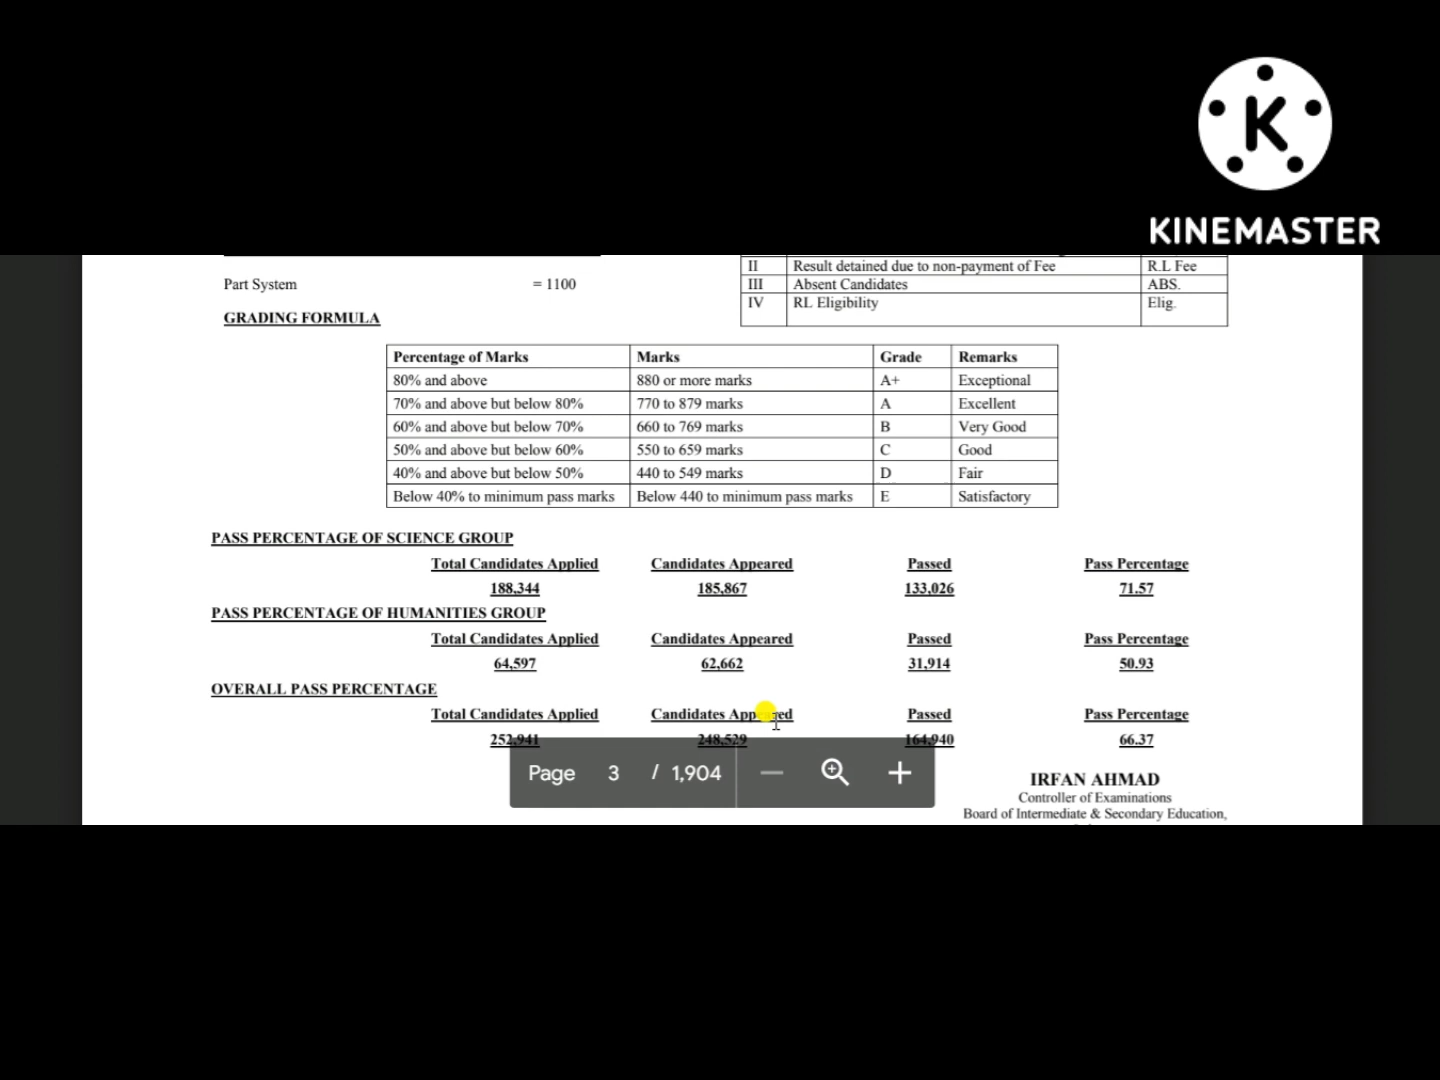 KINEMASTER
II Result detained due to non-payment of Fee R.L Fee
Part System = 1100 III Absent Candidates ABS.
IV RL Eligibility Elig.
GRADING FORMULA
Percentage of Marks Marks Grade Remarks
80% and above 880 or more marks A+ Exceptional
70% and above but below 80% 770 to 879 marks A Excellent
60% and above but below 70% 660 to 769 marks B Very Good
50% and above but below 60% 550 to 659 marks C Good
40% and above but below 50% 440 to 549 marks D Fair
Below 40% to minimum pass marks Below 440 to minimum pass marks E Satisfactory
PASS PERCENTAGE OF SCIENCE GROUP
Total Candidates Applied Candidates Appeared Passed Pass Percentage
188,344 185,867 133,026 71.57
PASS PERCENTAGE OF HUMANITIES GROUP
Total Candidates Applied Candidates Appeared Passed Pass Percentage
64,597 62,662 31,914 50.93
OVERALL PASS PERCENTAGE
Total Candidates Applied Candidates Appeared Passed Pass Percentage
252,941 248,529 164,940 66.37
Page 3 / 1,904
IRFAN AHMAD
Controller of Examinations
Board of Intermediate & Secondary Education,